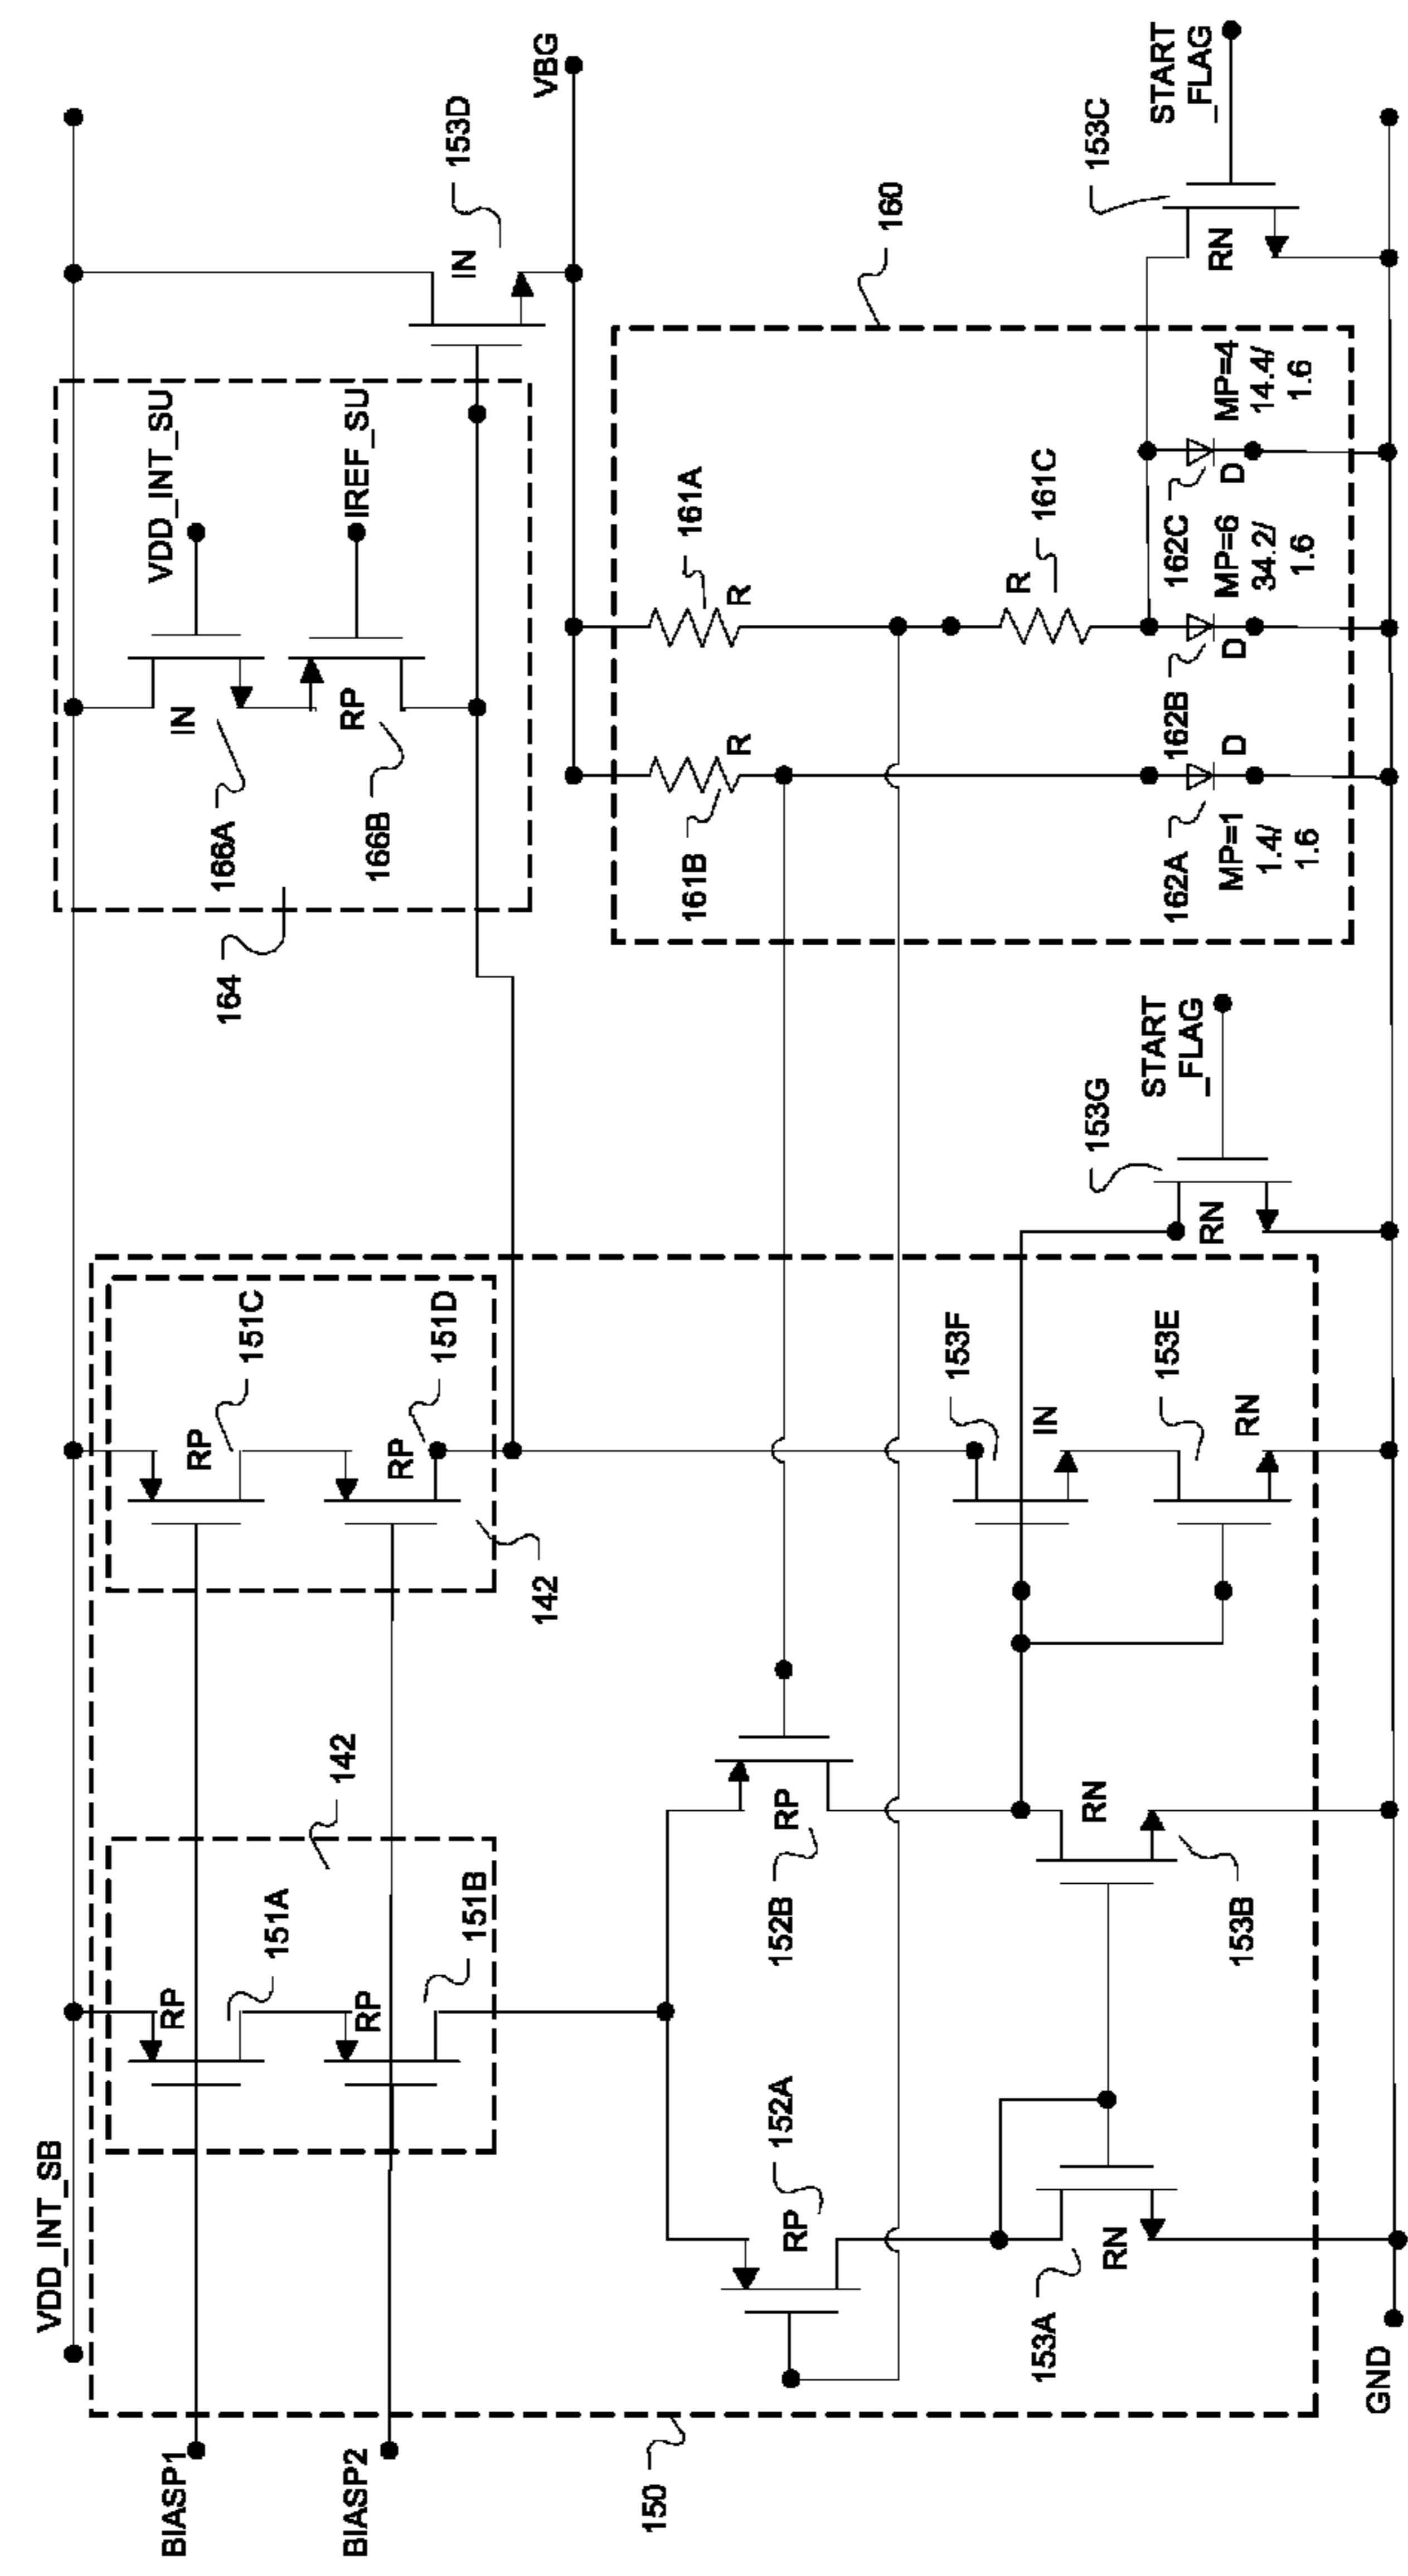 VDD_INT_SB
BIASP1
RP
RP
IN
VDD_INT_SU
164
166A
151A
151C
BIASP2
RP
142
RP
RP
IREF_SU
166B
151B
151D
153D
IN
142
VBG
150
161B
161A
R
R
152A
RP
152B
RP
160
153F
R
161C
153A
RN
RN
IN
153G
153C
153E
START
_FLAG
START
_FLAG
162A
162B
162C
RN
RN
RN
153B
D
D
D
MP=1
1.4/
1.6
MP=6
34.2/
1.6
MP=4
14.4/
1.6
GND